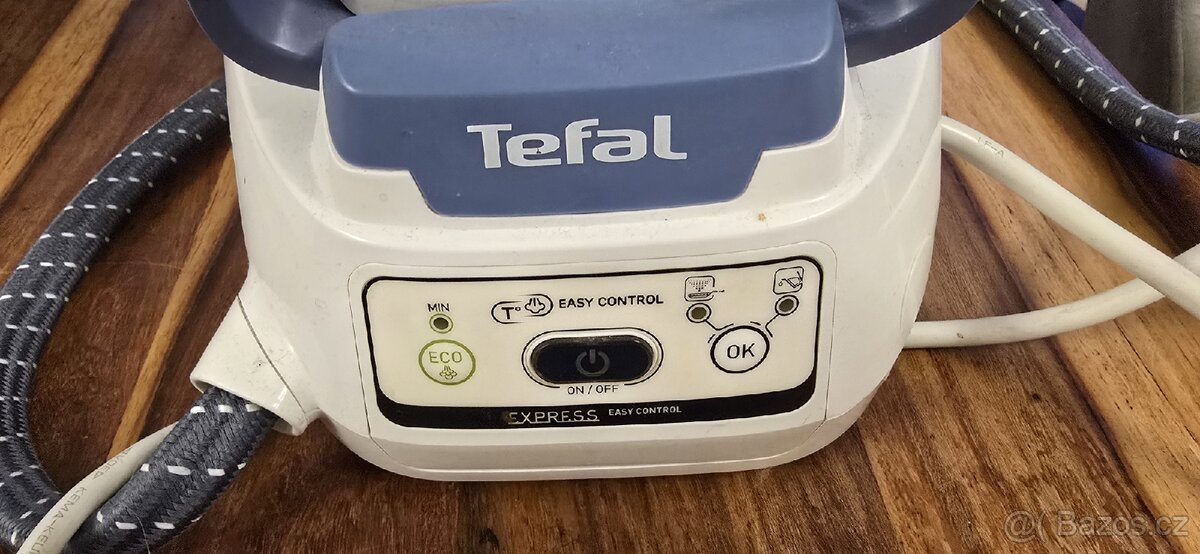 Tefal
MIN
T° EASY CONTROL
ECO
OK
ON / OFF
EXPRESS EASY CONTROL
Bazos.cz